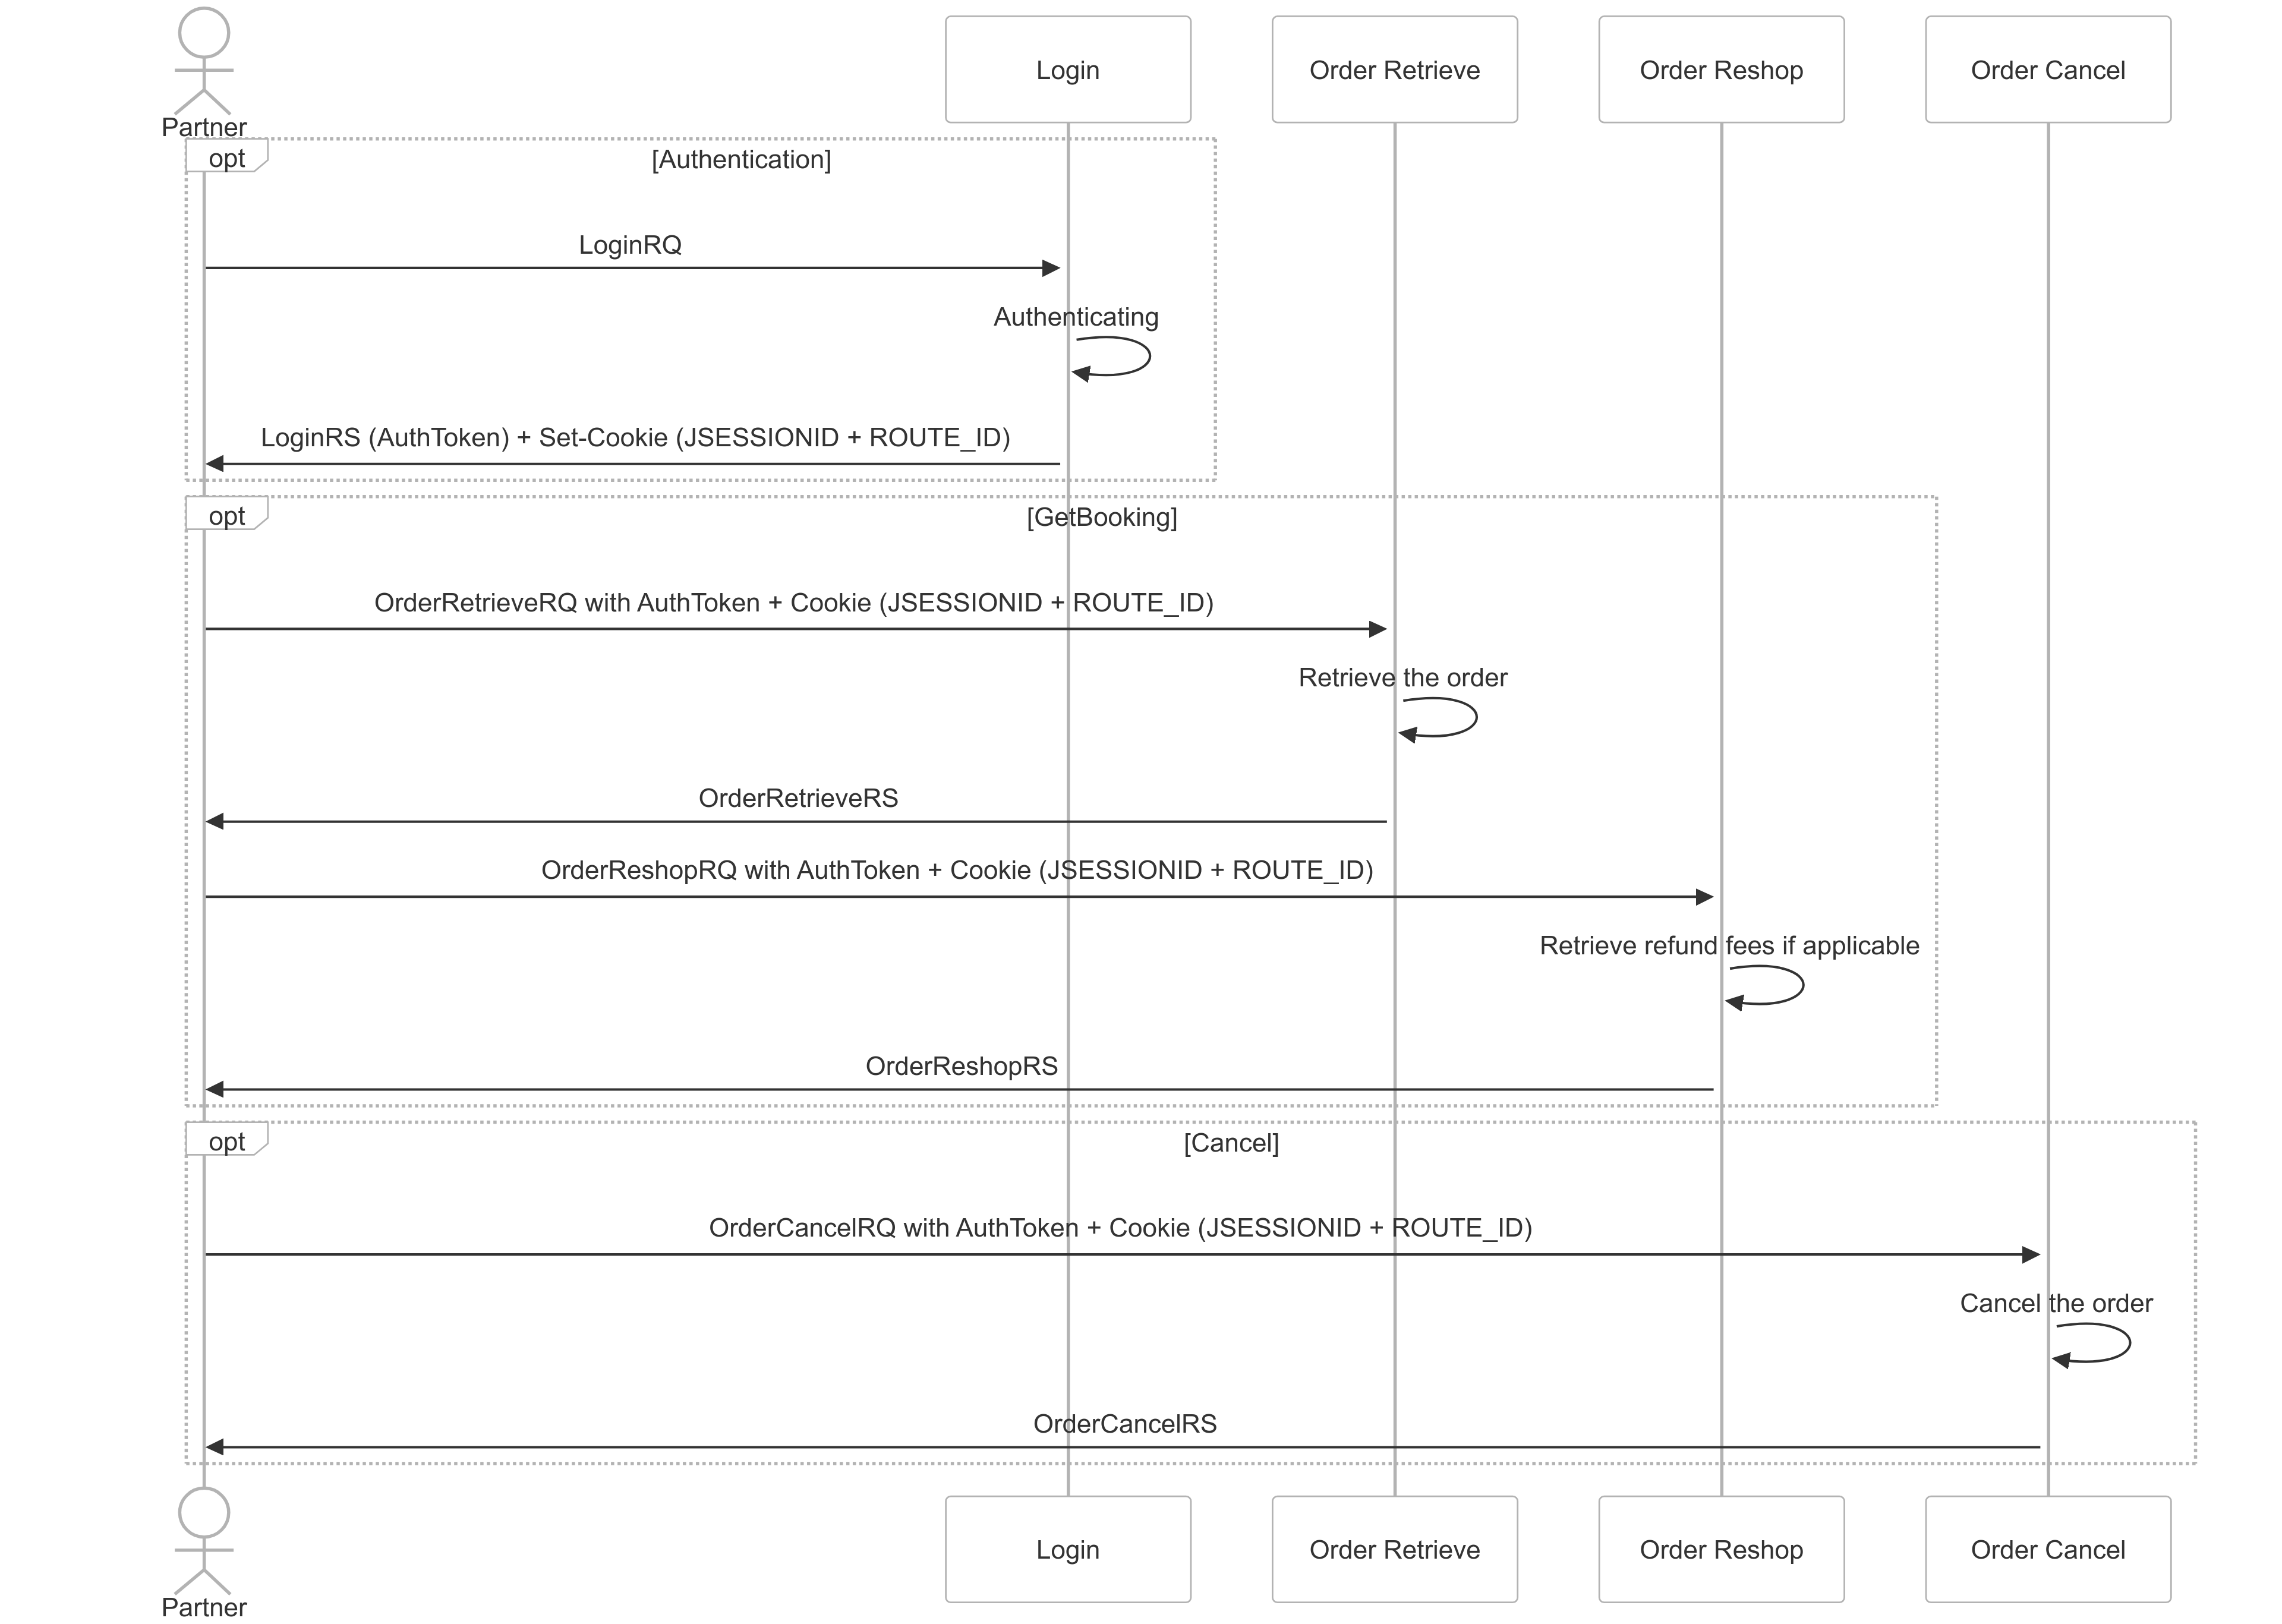 Partner
Login
Order Retrieve
Order Reshop
Order Cancel
opt
[Authentication]
LoginRQ
Authenticating
LoginRS (AuthToken) + Set-Cookie (JSESSIONID + ROUTE_ID)
opt
[GetBooking]
OrderRetrieveRQ with AuthToken + Cookie (JSESSIONID + ROUTE_ID)
Retrieve the order
OrderRetrieveRS
OrderReshopRQ with AuthToken + Cookie (JSESSIONID + ROUTE_ID)
Retrieve refund fees if applicable
OrderReshopRS
opt
[Cancel]
OrderCancelRQ with AuthToken + Cookie (JSESSIONID + ROUTE_ID)
Cancel the order
OrderCancelRS
Login
Order Retrieve
Order Reshop
Order Cancel
Partner